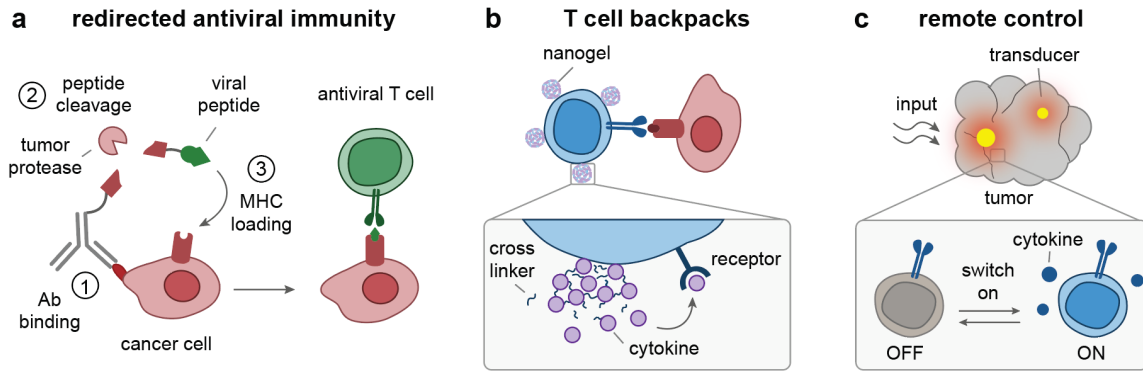 a redirected antiviral immunity
② peptide
cleavage
viral
peptide
antiviral T cell
tumor
protease
③
MHC
loading
①
Ab
binding
cancer cell
b T cell backpacks
nanogel
cross
linker
receptor
cytokine
c remote control
transducer
input
tumor
cytokine
switch
on
OFF
ON